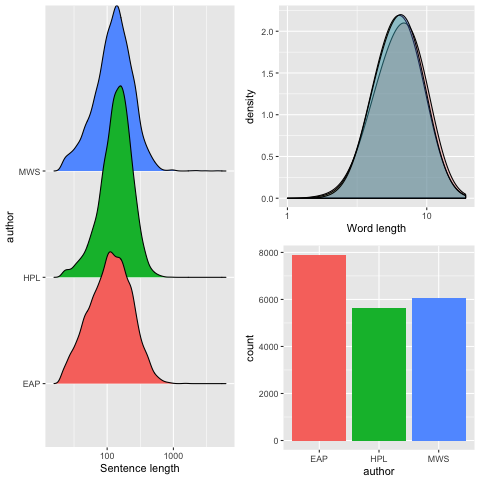 author
MWS
HPL
EAP
100 1000
Sentence length
density
2.0
1.5
1.0
0.5
0.0
1 10
Word length
count
8000
6000
4000
2000
0
EAP HPL MWS
author